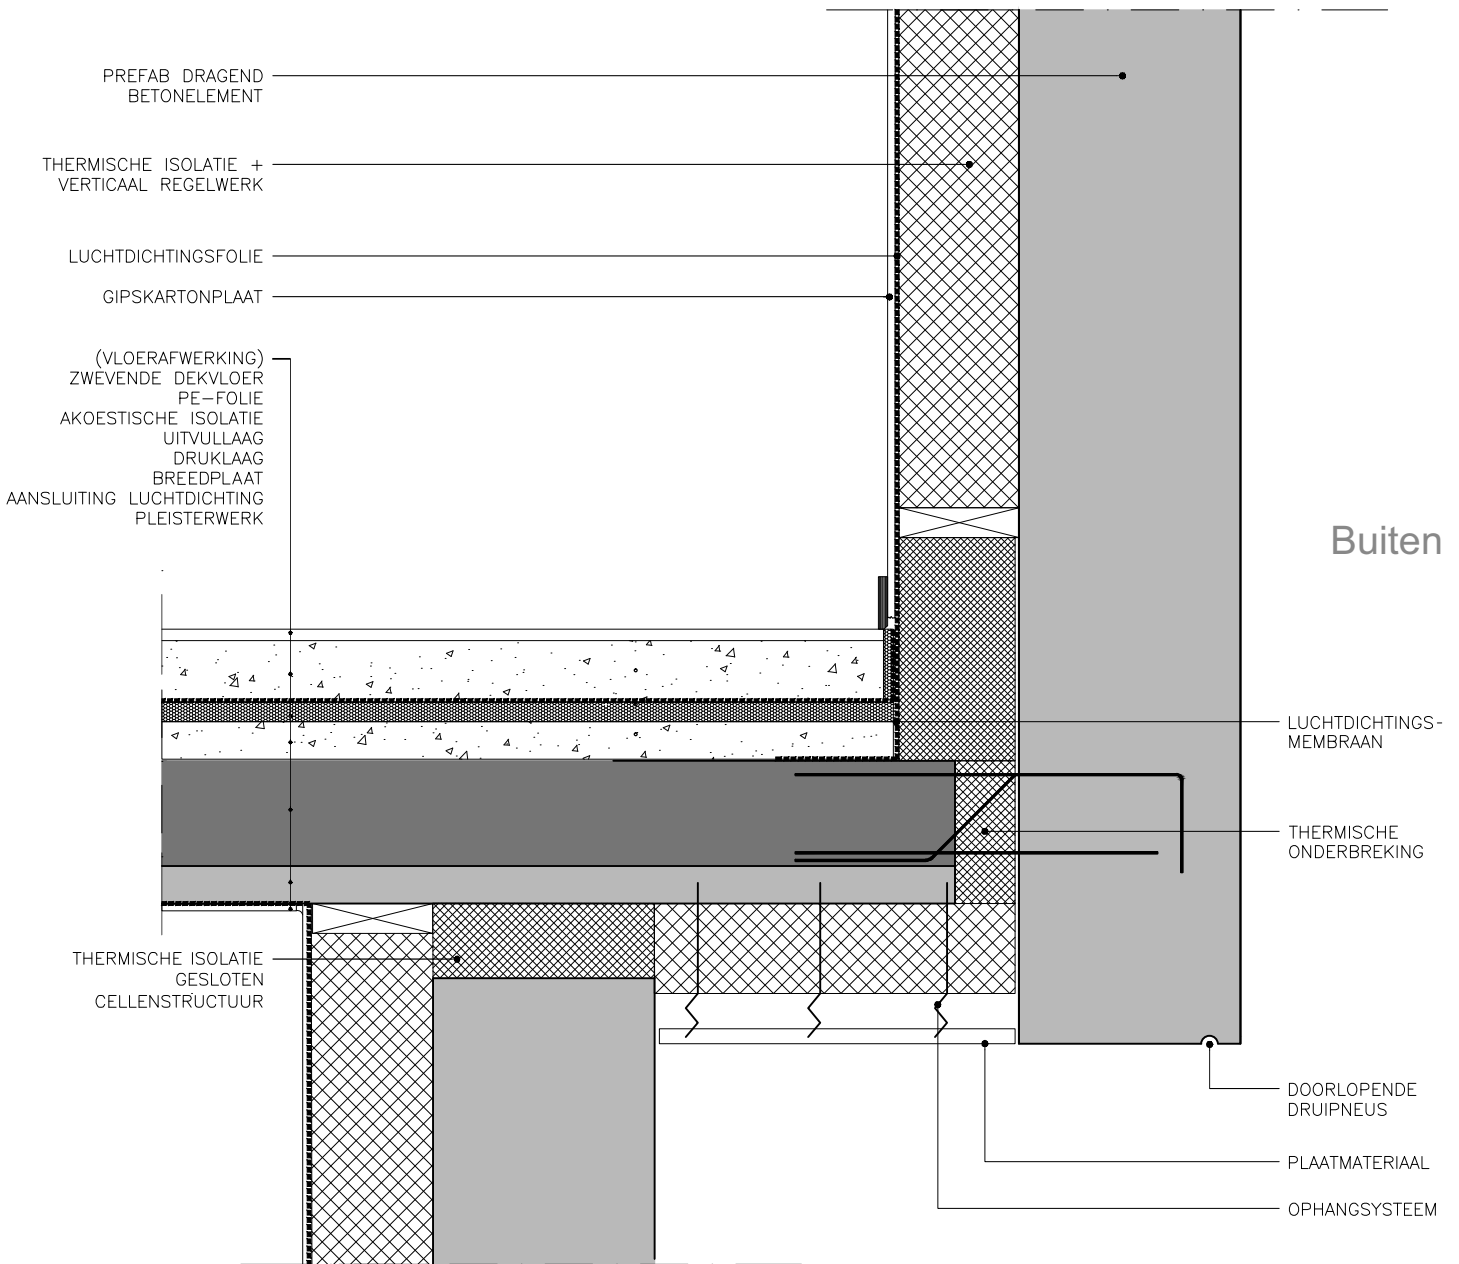 PREFAB DRAGEND
BETONELEMENT
THERMISCHE ISOLATIE +
VERTICAAL REGELWERK
LUCHTDICHTINGSFOLIE
GIPSKARTONPLAAT
(VLOERAFWERKING)
ZWEVENDE DEKVLOER
PE-FOLIE
AKOESTISCHE ISOLATIE
UITVULLAAG
DRUKLAAG
BREEDPLAAT
AANSLUITING LUCHTDICHTING
PLEISTERWERK
Buiten
LUCHTDICHTINGS-
MEMBRAAN
THERMISCHE
ONDERBREKING
THERMISCHE ISOLATIE
GESLOTEN
CELLENSTRUCTUUR
DOORLOPENDE
DRUIPNEUS
PLAATMATERIAAL
OPHANGSYSTEEM